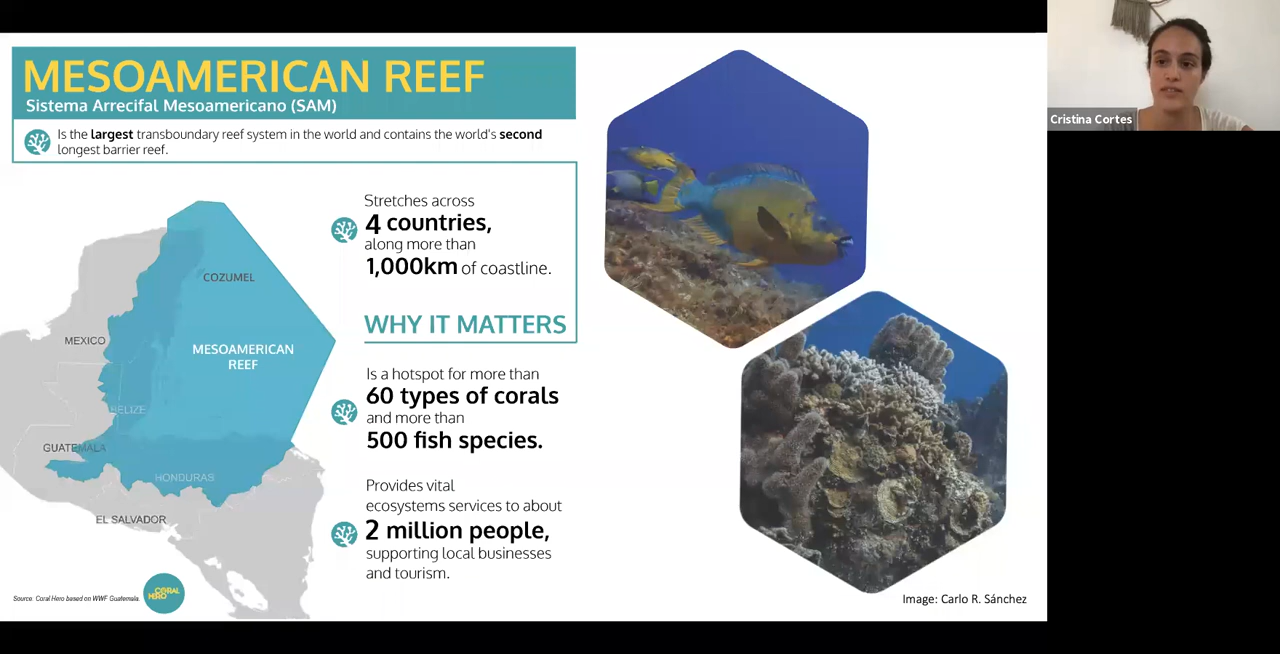 MESOAMERICAN REEF
Sistema Arrecifal Mesoamericano (SAM)
Is the largest transboundary reef system in the world and contains the world's second
longest barrier reef.
Stretches across
4 countries,
along more than
1,000km of coastline.
WHY IT MATTERS
Is a hotspot for more than
60 types of corals
and more than
500 fish species.
Provides vital
ecosystems services to about
2 million people,
supporting local businesses
and tourism.
COZUMEL
MEXICO
MESOAMERICAN
REEF
BELIZE
GUATEMALA
HONDURAS
EL SALVADOR
Source: Coral Hero based on WWF Guatemala.
CORAL
HERO
Image: Carlo R. Sánchez
Cristina Cortes